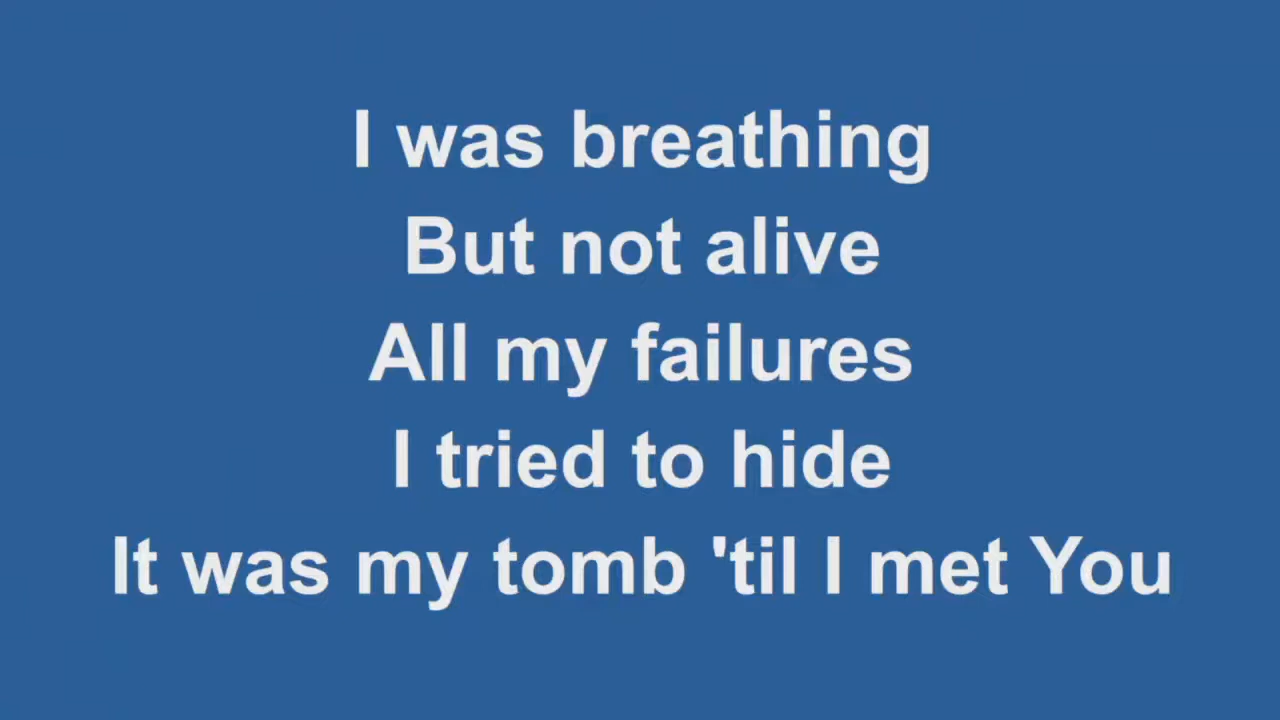 I was breathing
But not alive
All my failures
I tried to hide
It was my tomb 'til I met You